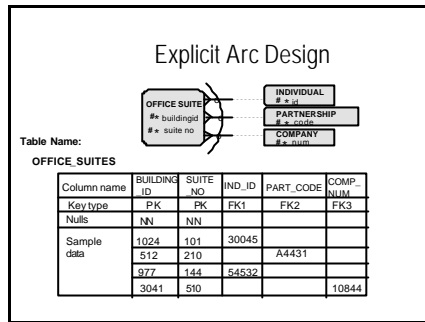 Explicit Arc Design
OFFICE SUITE
#* buildingid
#* suite no
INDIVIDUAL
#* id
PARTNERSHIP
#* code
COMPANY
#* num
Table Name:
OFFICE_SUITES
Column name BUILDING_ID SUITE_NO IND_ID PART_CODE COMP_NUM
Key type PK PK FK1 FK2 FK3
Nulls NN NN
Sample data 1024 101 30045
512 210 A4431
977 144 54532
3041 510 10844